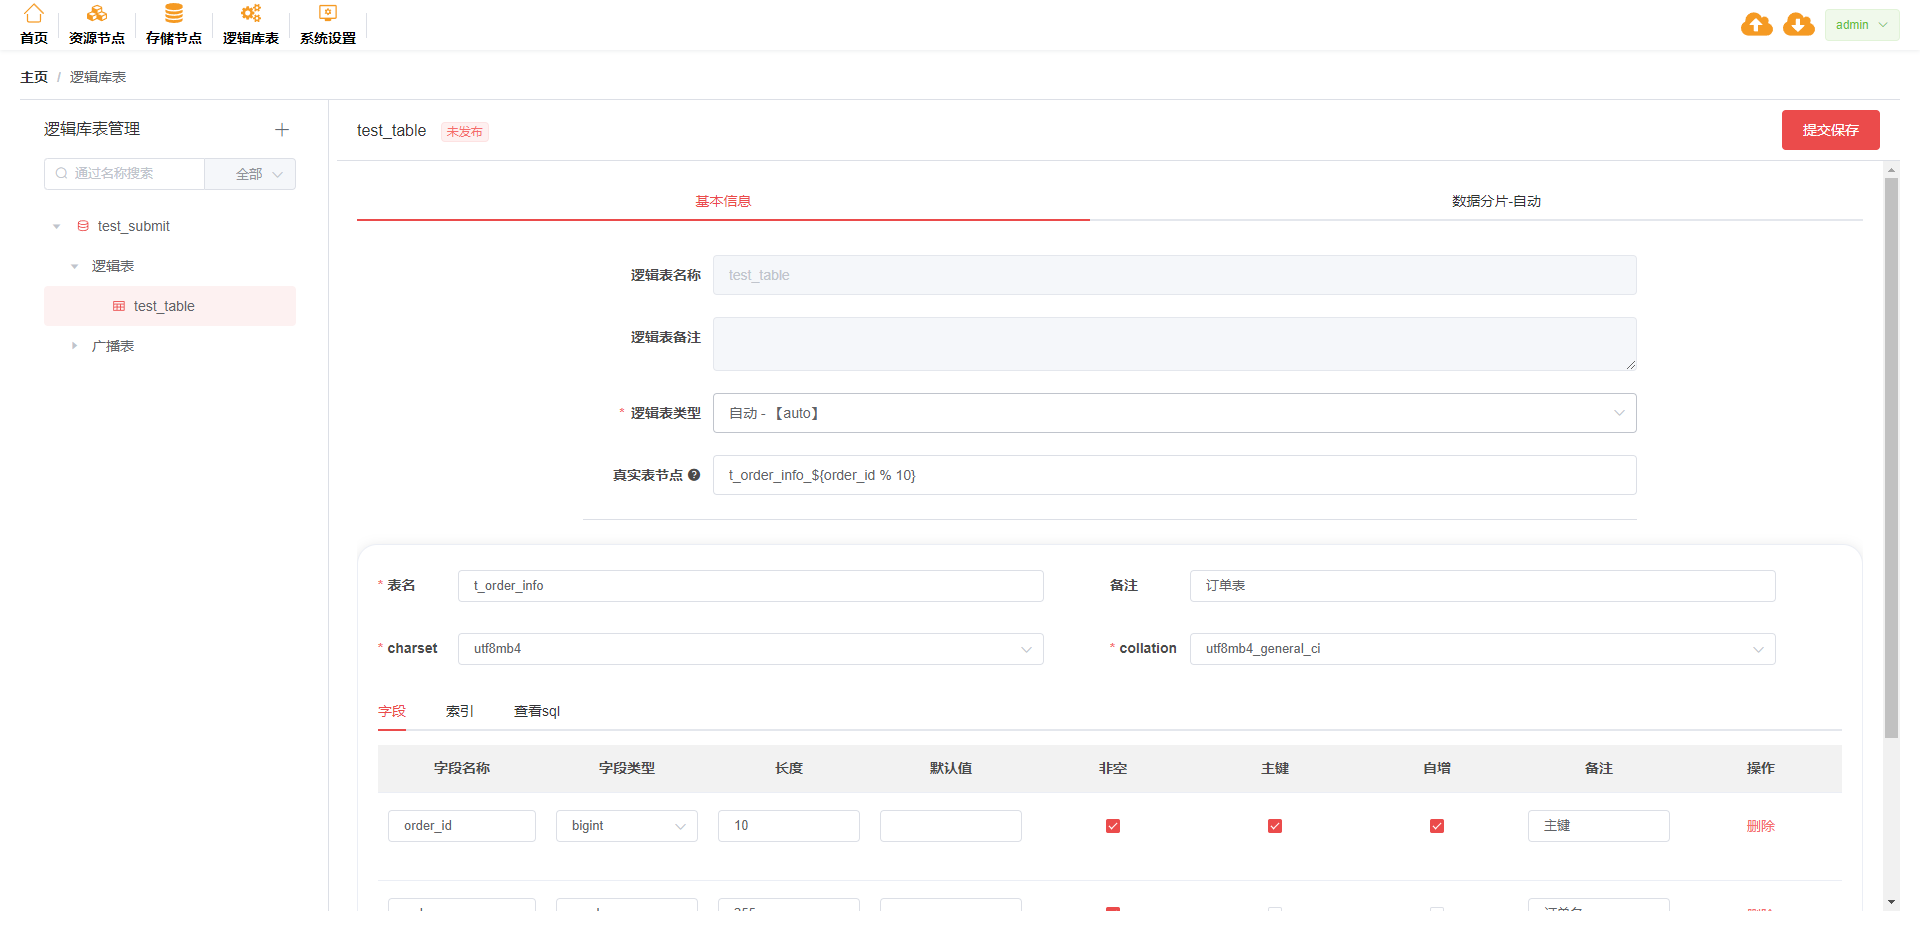 首页 资源节点 存储节点 逻辑库表 系统设置 admin
主页 / 逻辑库表
逻辑库表管理
通过名称搜索 全部
test_submit
逻辑表
test_table
广播表
test_table 未发布 提交保存
基本信息 数据分片-自动
逻辑表名称 test_table
逻辑表备注
* 逻辑表类型 自动 - 【auto】
真实表节点 t_order_info_${order_id % 10}
* 表名 t_order_info 备注 订单表
* charset utf8mb4 * collation utf8mb4_general_ci
字段 索引 查看sql
字段名称 字段类型 长度 默认值 非空 主键 自增 备注 操作
order_id bigint 10 主键 删除